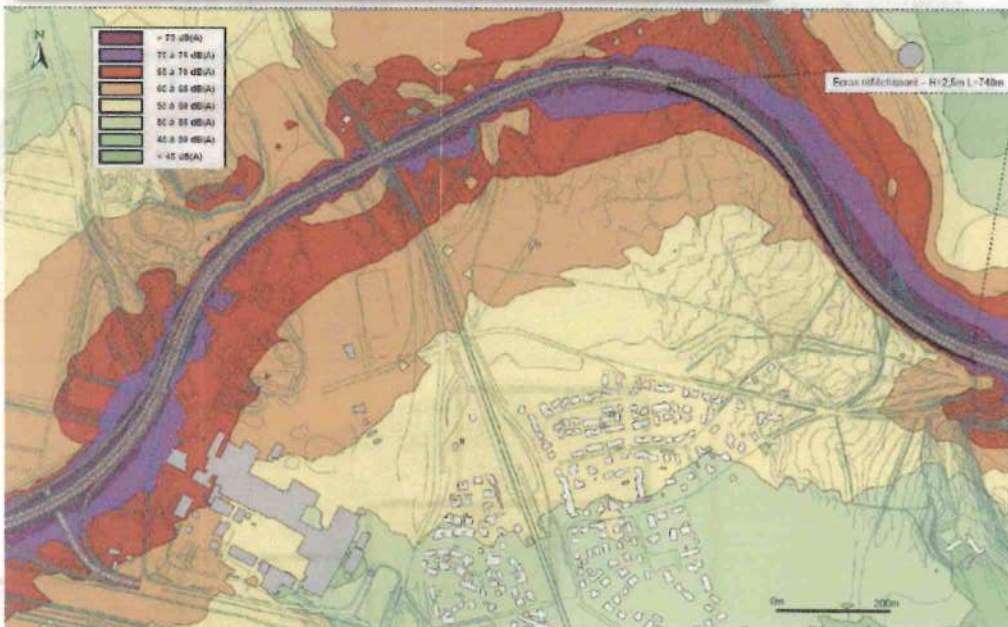 N
> 75 dB(A)
70 à 75 dB(A)
65 à 70 dB(A)
60 à 65 dB(A)
55 à 60 dB(A)
50 à 55 dB(A)
45 à 50 dB(A)
< 45 dB(A)
Ecran réfléchissant - H=2,5m L=740m
0m 200m